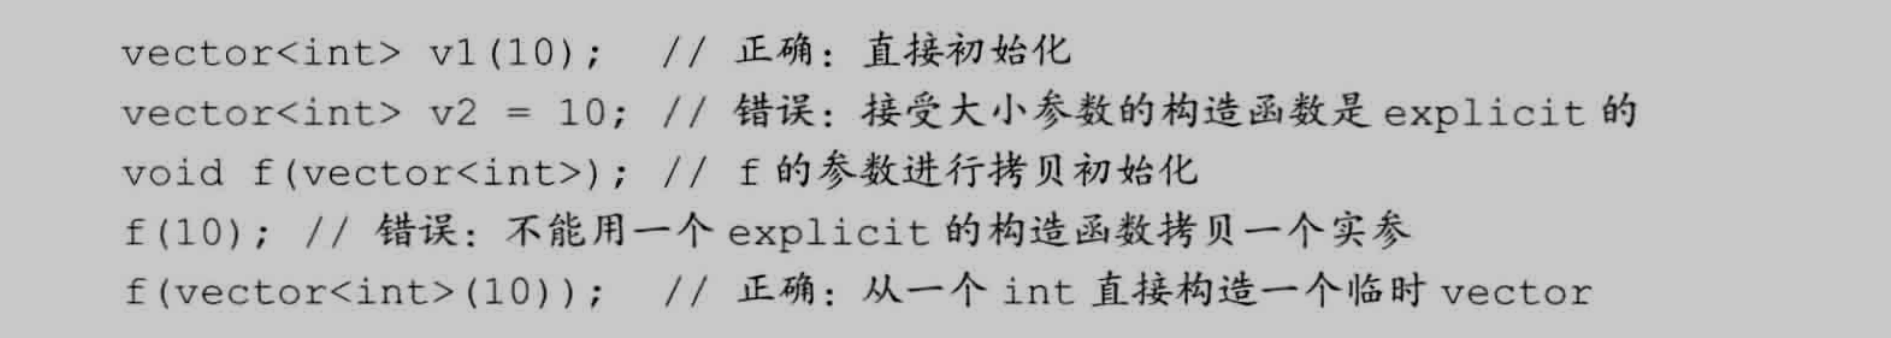 vector<int> v1(10);  // 正确：直接初始化
vector<int> v2 = 10; // 错误：接受大小参数的构造函数是 explicit 的
void f(vector<int>); // f 的参数进行拷贝初始化
f(10); // 错误：不能用一个 explicit 的构造函数拷贝一个实参
f(vector<int>(10));  // 正确：从一个 int 直接构造一个临时 vector